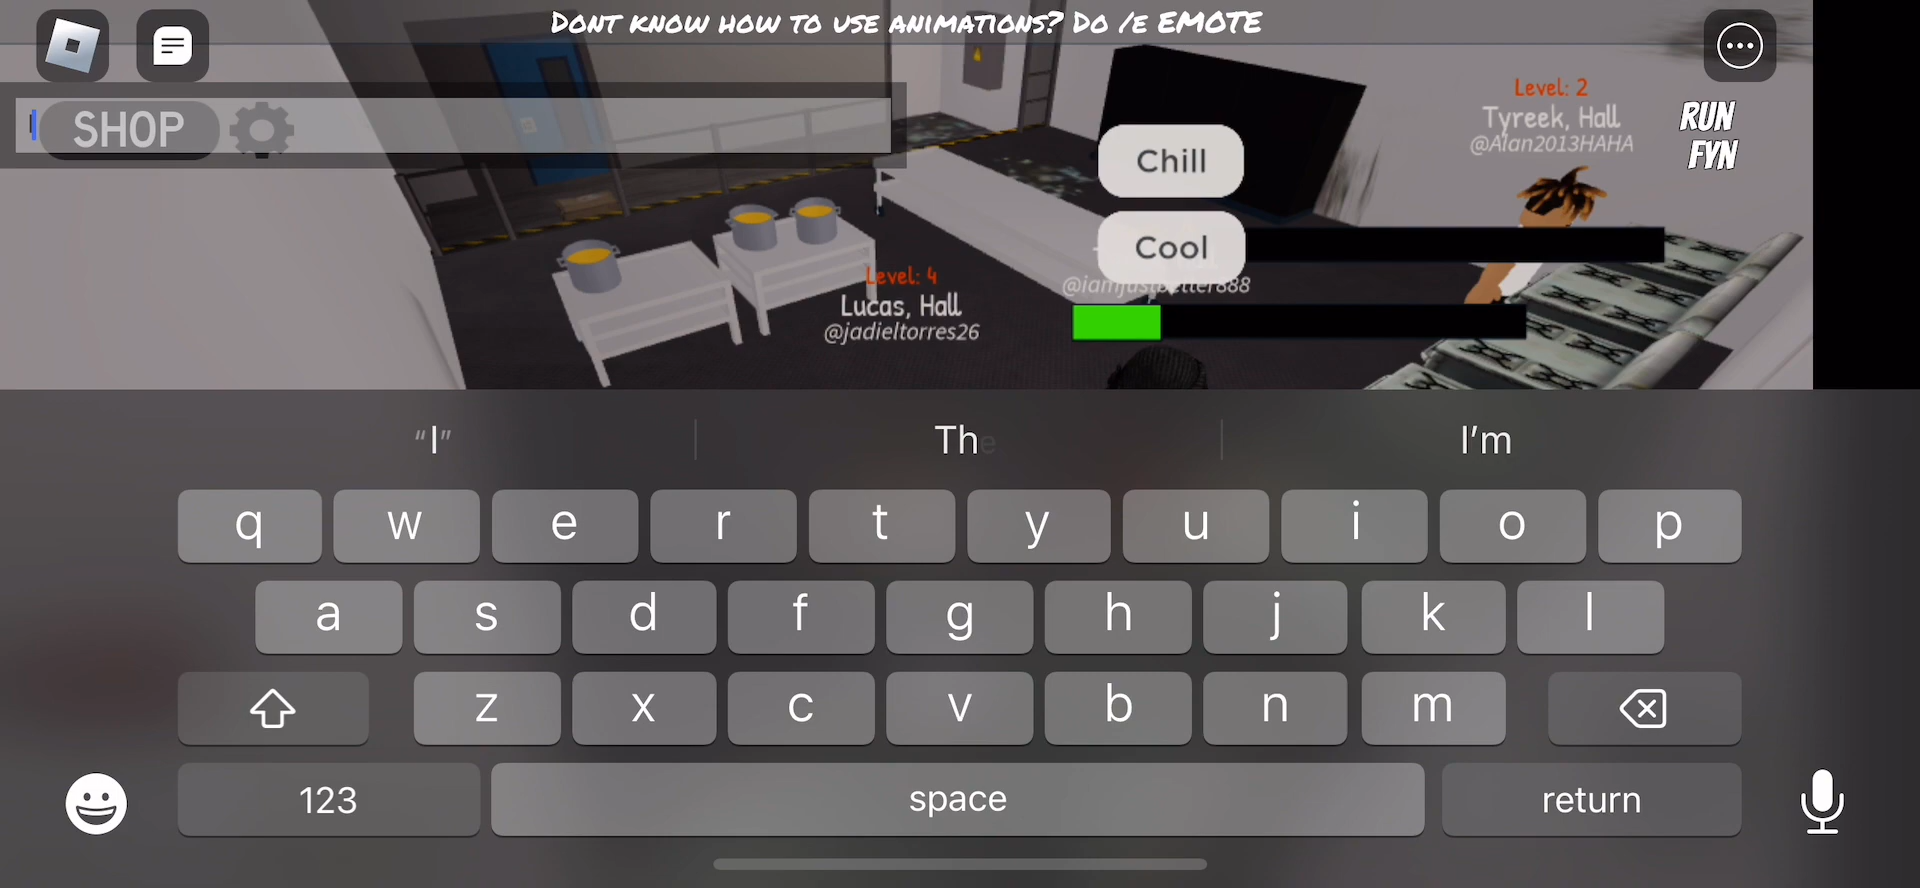 DONT KNOW HOW TO USE ANIMATIONS? DO /E EMOTE
SHOP
Level: 2
Tyreek, Hall
@Alan2013HAHA
RUN
FYN
Chill
Cool
@iamjustbetter888
Level: 4
Lucas, Hall
@jadieltorres26
“I”
The
I’m
q w e r t y u i o p
a s d f g h j k l
z x c v b n m
123 space return